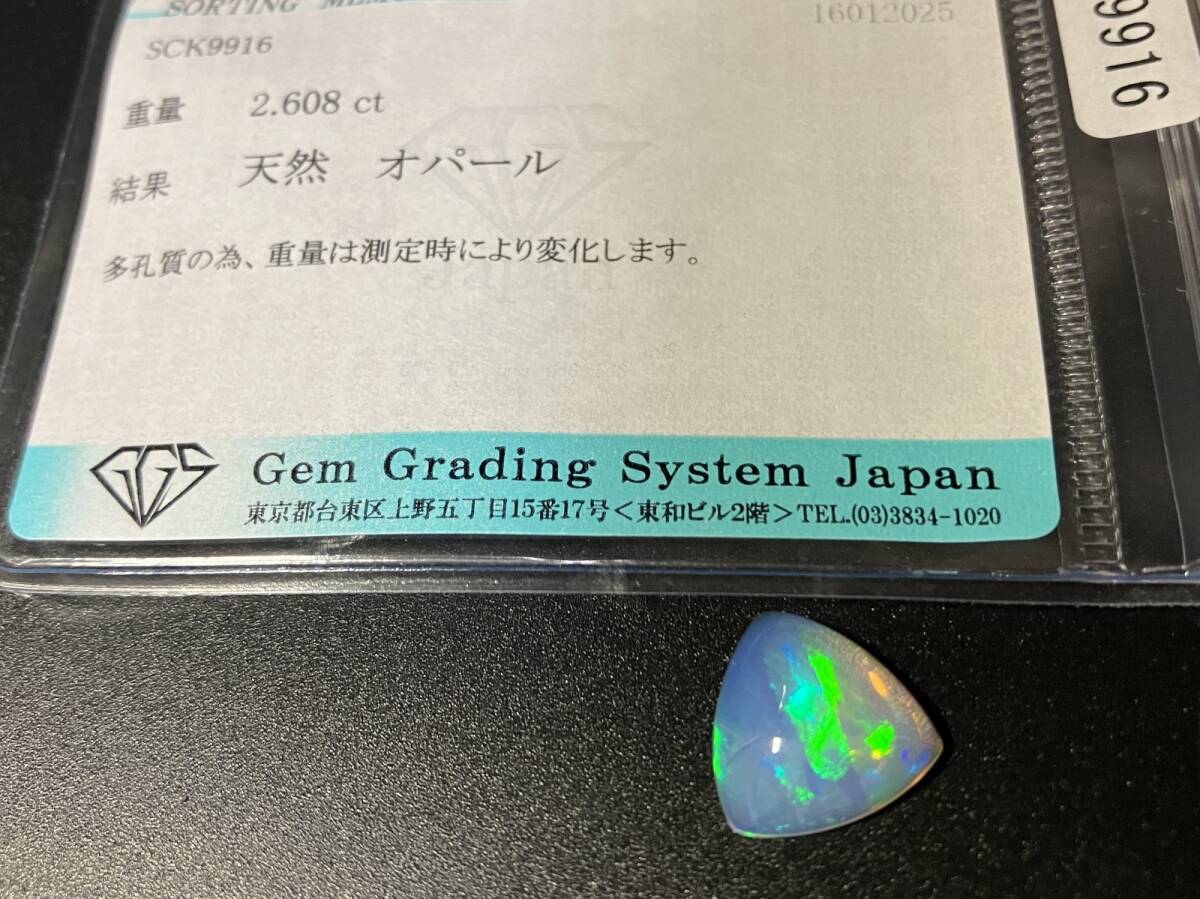 SORTING
16012025
SCK9916
9916
重量 2.608 ct
結果 天然 オパール
多孔質の為、重量は測定時により変化します。
Japan
GGS Gem Grading System Japan
東京都台東区上野五丁目15番17号<東和ビル2階>TEL.(03)3834-1020